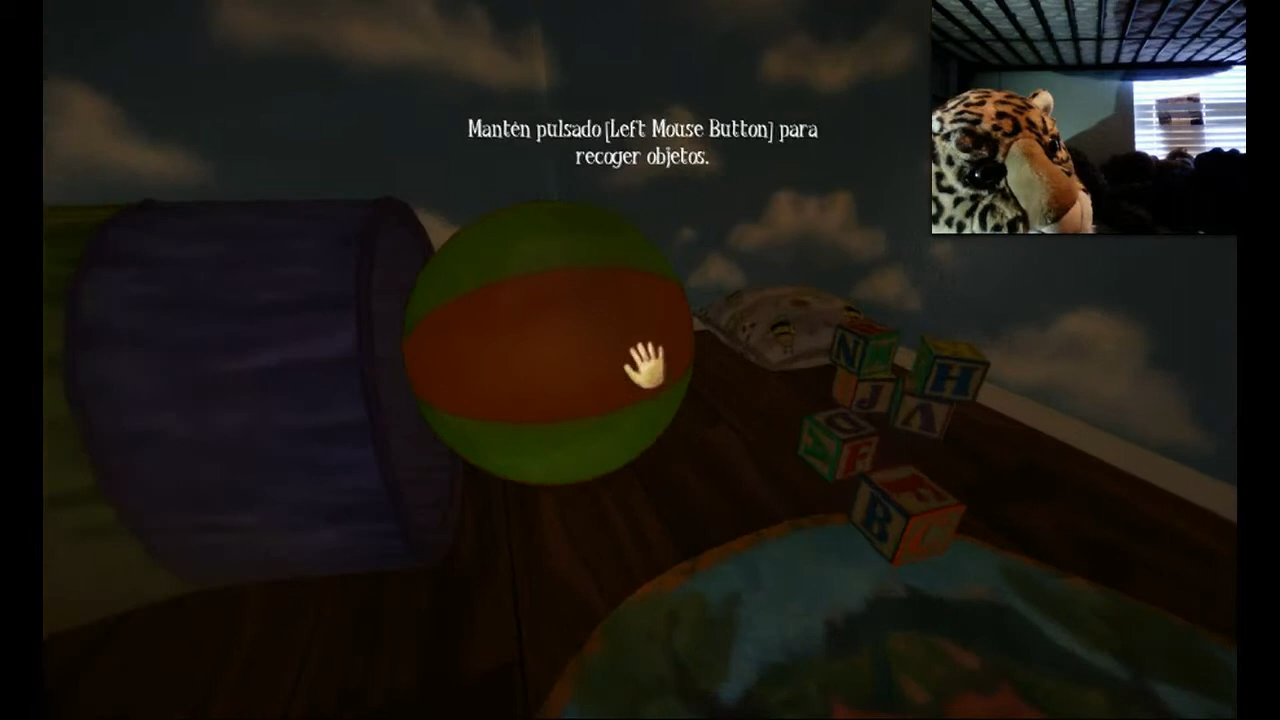 Mantén pulsado [Left Mouse Button] para
recoger objetos.
N
H
J
A
F
B